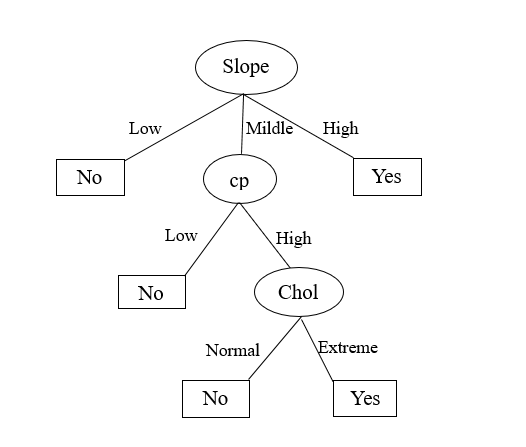 Slope
Low
Mildle
High
No
cp
Yes
Low
High
No
Chol
Normal
Extreme
No
Yes